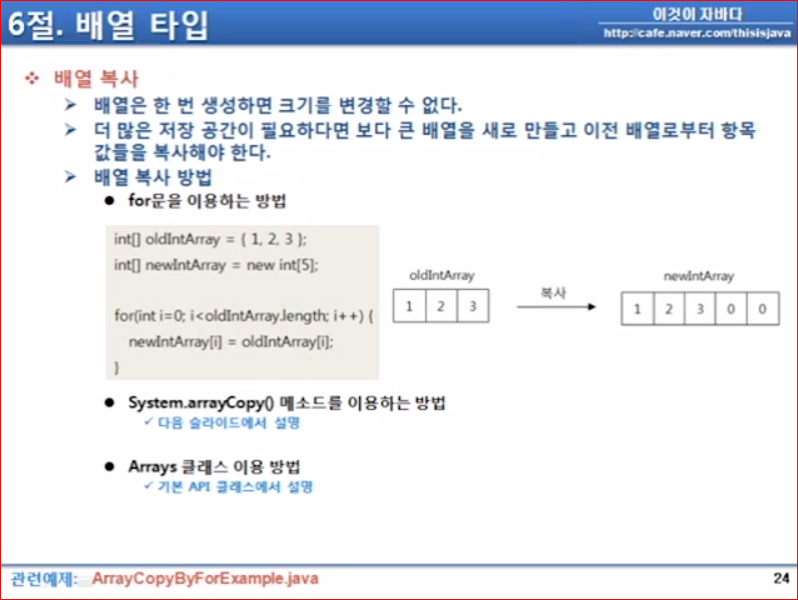 6절. 배열 타입
이것이 자바다
http://cafe.naver.com/thisisjava
배열 복사
배열은 한 번 생성하면 크기를 변경할 수 없다.
더 많은 저장 공간이 필요하다면 보다 큰 배열을 새로 만들고 이전 배열로부터 항목
값들을 복사해야 한다.
배열 복사 방법
for문을 이용하는 방법
int[] oldIntArray = { 1, 2, 3 };
int[] newIntArray = new int[5];
for(int i=0; i<oldIntArray.length; i++) {
newIntArray[i] = oldIntArray[i];
}
oldIntArray
1 2 3
복사
newIntArray
1 2 3 0 0
System.arrayCopy() 메소드를 이용하는 방법
✓ 다음 슬라이드에서 설명
Arrays 클래스 이용 방법
✓ 기본 API 클래스에서 설명
관련예제: ArrayCopyByForExample.java
24